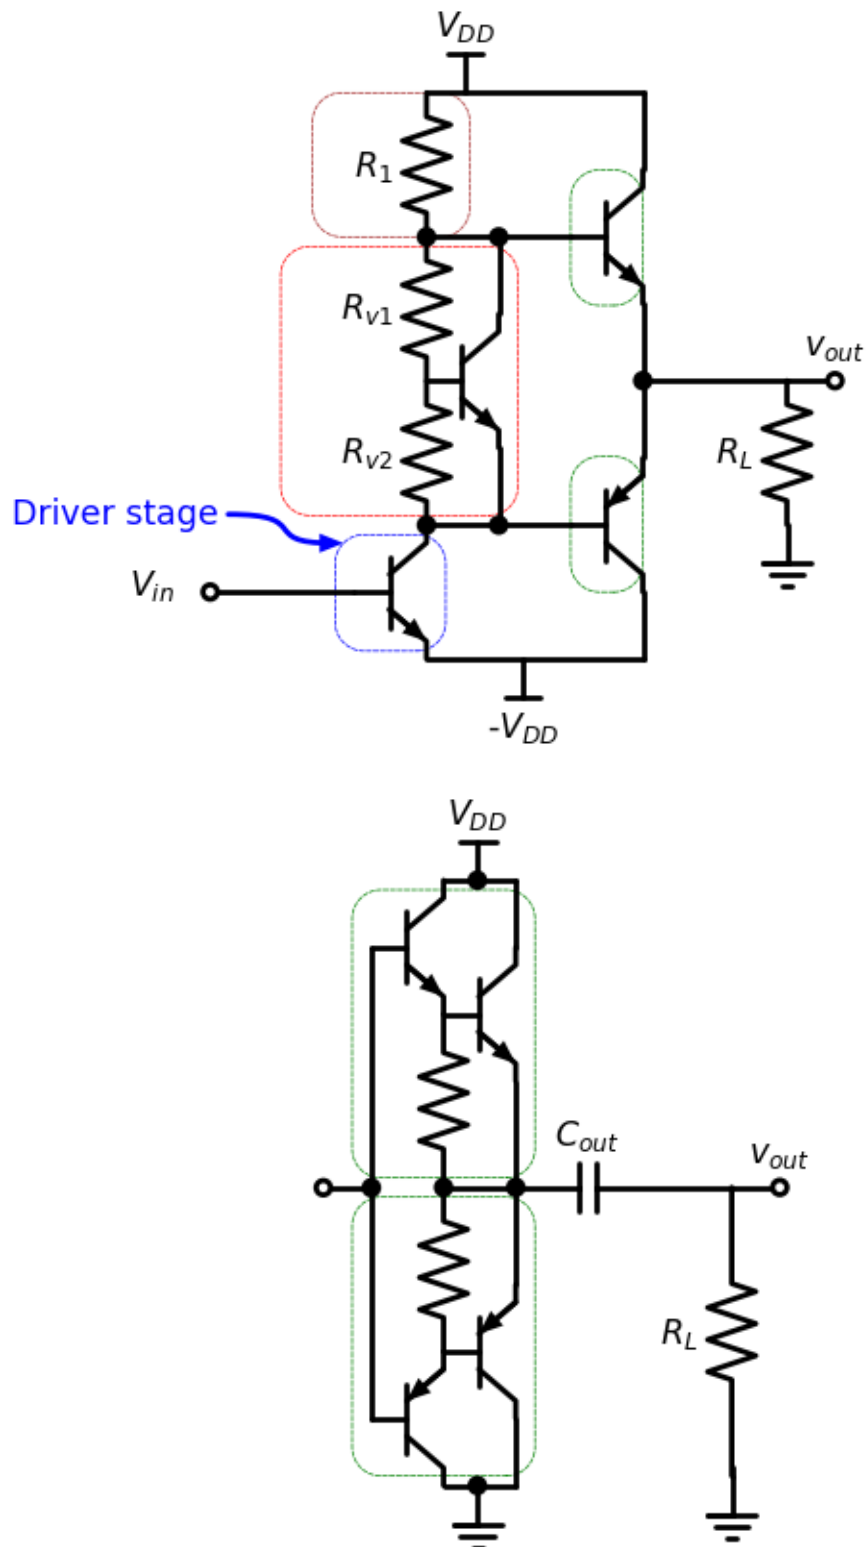 V_DD
R_1
R_v1
v_out
R_v2
R_L
Driver stage
V_in
-V_DD
V_DD
C_out
v_out
R_L